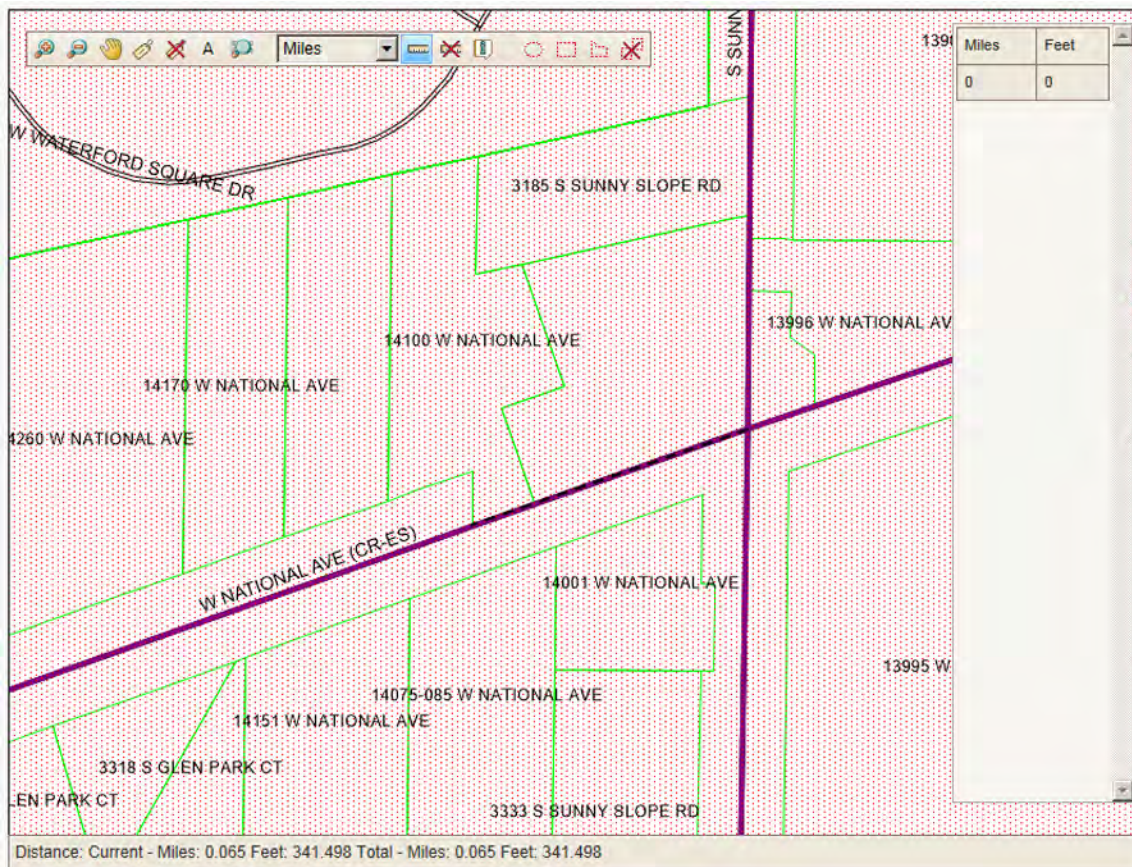 A
Miles
Miles
Feet
0
0
S SUNN
1399
W WATERFORD SQUARE DR
3185 S SUNNY SLOPE RD
13996 W NATIONAL AV
14100 W NATIONAL AVE
14170 W NATIONAL AVE
4260 W NATIONAL AVE
W NATIONAL AVE (CR-ES)
14001 W NATIONAL AVE
13995 W
14075-085 W NATIONAL AVE
14151 W NATIONAL AVE
3318 S GLEN PARK CT
LEN PARK CT
3333 S SUNNY SLOPE RD
Distance: Current - Miles: 0.065 Feet: 341.498 Total - Miles: 0.065 Feet: 341.498